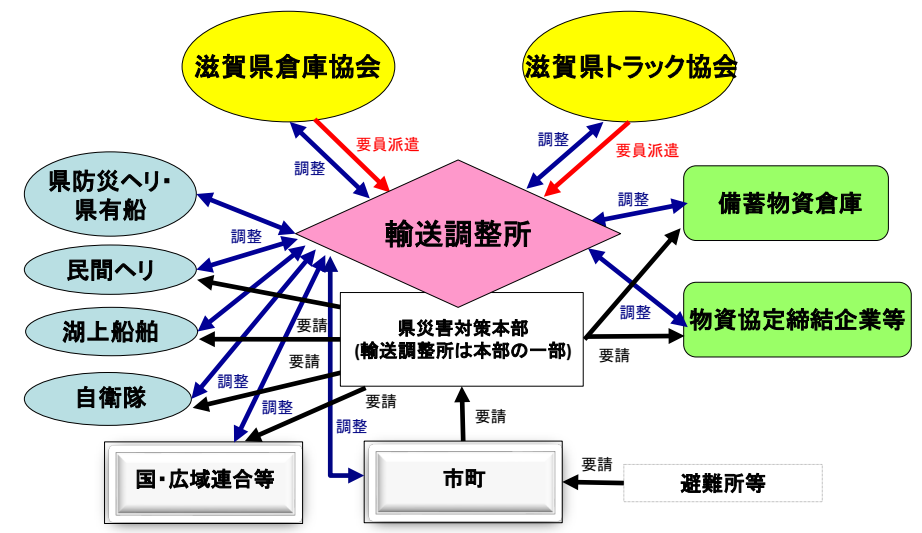 滋賀県倉庫協会
滋賀県トラック協会
要員派遣
調整
調整
要員派遣
県防災ヘリ・
県有船
調整
備蓄物資倉庫
輸送調整所
調整
民間ヘリ
湖上船舶
要請
県災害対策本部
(輸送調整所は本部の一部)
調整
物資協定締結企業等
要請
要請
自衛隊
調整
調整
要請
調整
要請
国・広域連合等
市町
要請
避難所等